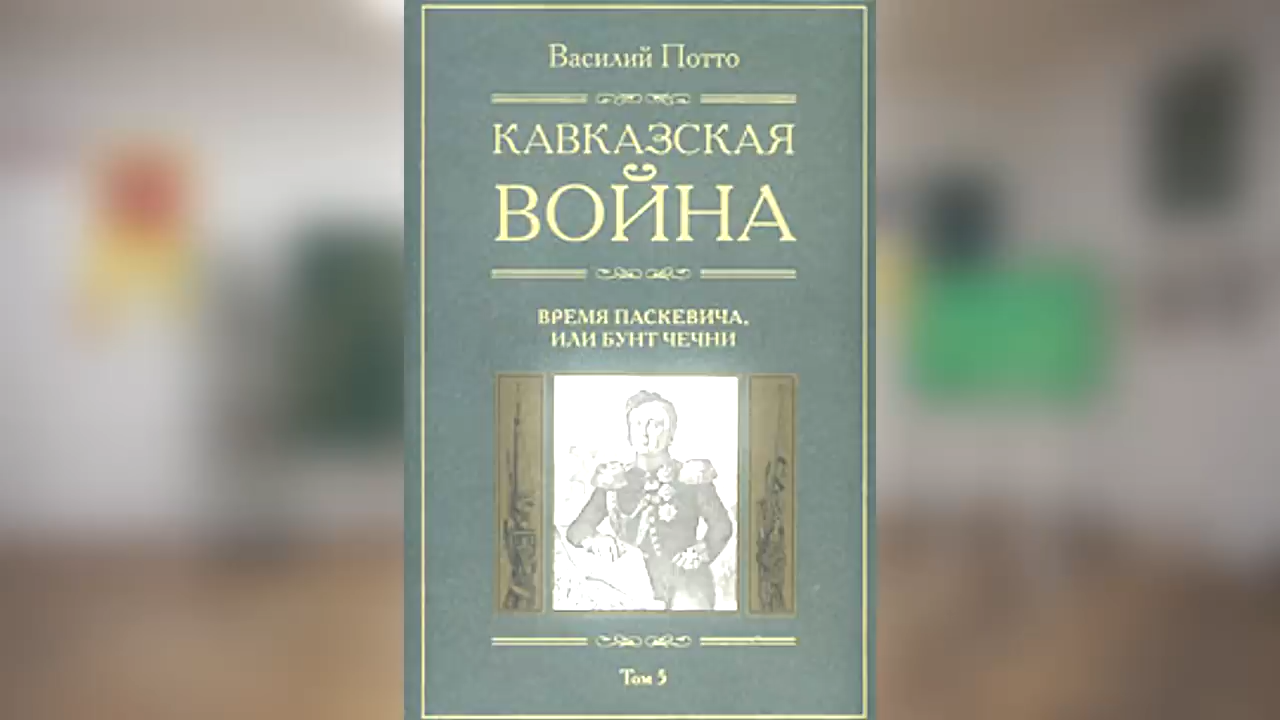 Василий Потто
КАВКАЗСКАЯ
ВОЙНА
ВРЕМЯ ПАСКЕВИЧА,
ИЛИ БУНТ ЧЕЧНИ
Том 5